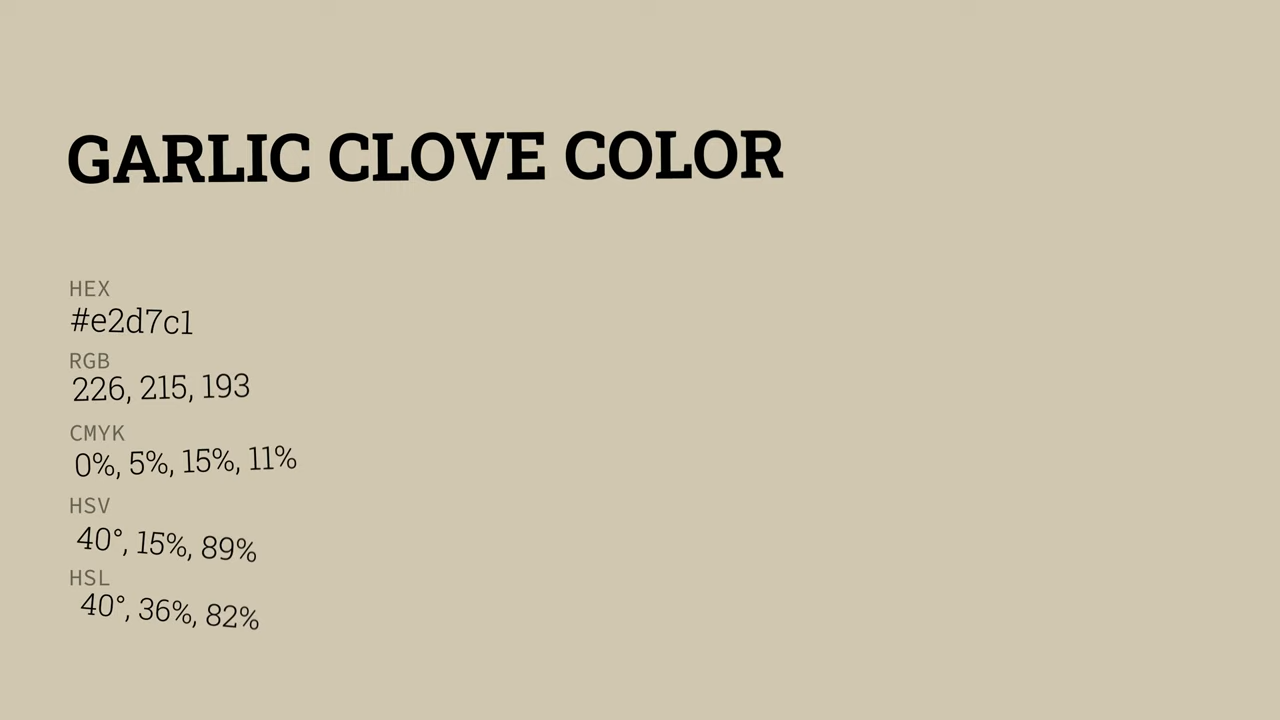 GARLIC CLOVE COLOR
HEX
#e2d7c1
RGB
226, 215, 193
CMYK
0%, 5%, 15%, 11%
HSV
40°, 15%, 89%
HSL
40°, 36%, 82%